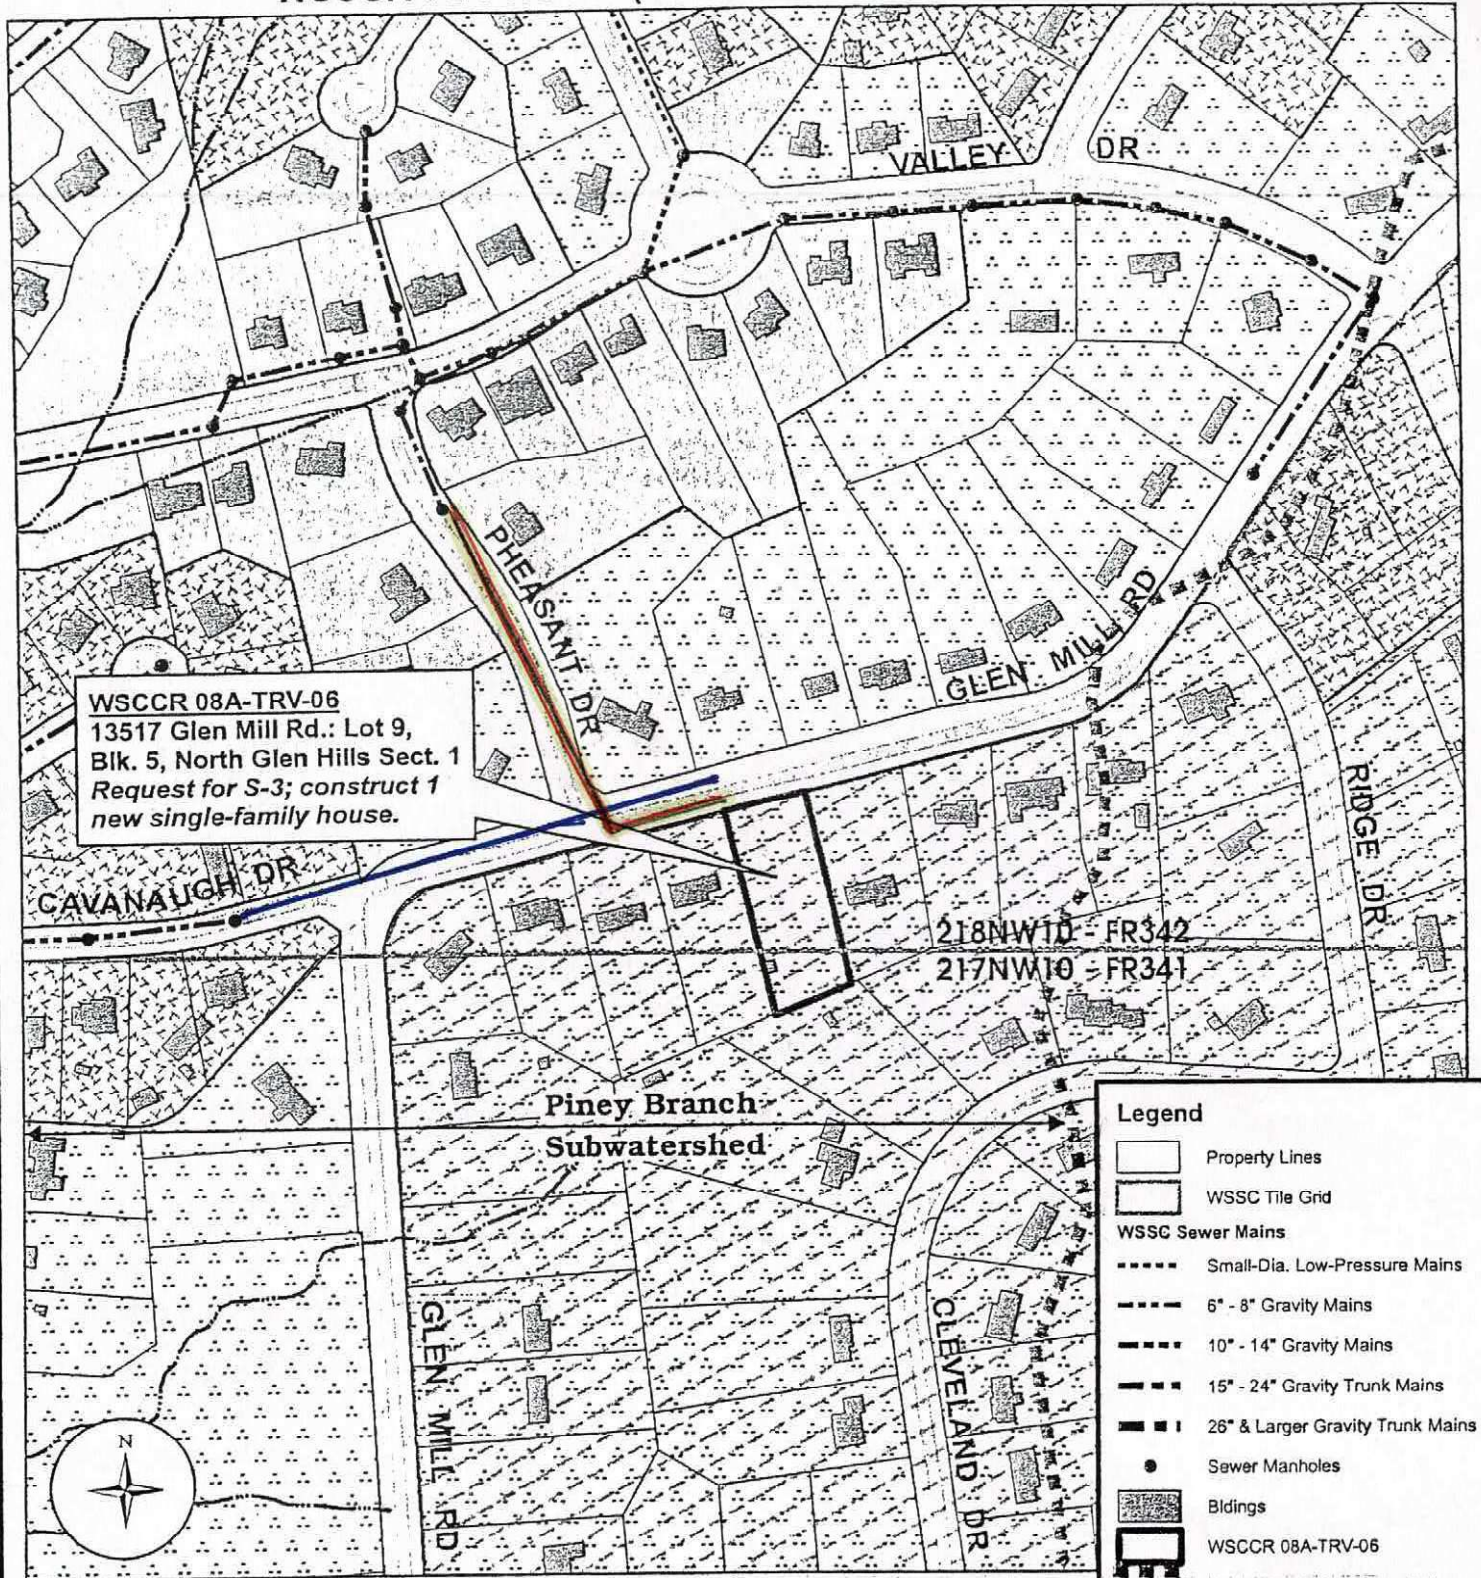 VALLEY DR
PHEASANT DR
WSCCR 08A-TRV-06
13517 Glen Mill Rd.: Lot 9,
Blk. 5, North Glen Hills Sect. 1
Request for S-3; construct 1
new single-family house.
GLEN MILL RD
RIDGE DR
CAVANAUGH DR
218NW10 - FR342
217NW10 - FR341
Piney Branch
Subwatershed
GLEN MILL RD
CLEVELAND DR
N
Legend
Property Lines
WSSC Tile Grid
WSSC Sewer Mains
Small-Dia. Low-Pressure Mains
6" - 8" Gravity Mains
10" - 14" Gravity Mains
15" - 24" Gravity Trunk Mains
26" & Larger Gravity Trunk Mains
Sewer Manholes
Bldings
WSCCR 08A-TRV-06